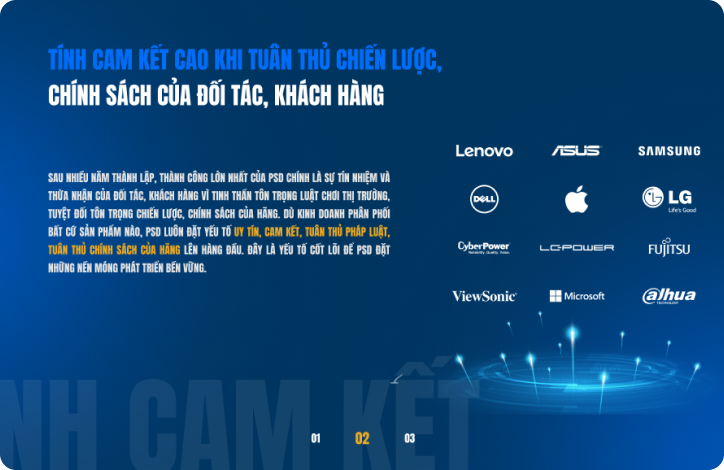 TÍNH CAM KẾT CAO KHI TUÂN THỦ CHIẾN LƯỢC,
CHÍNH SÁCH CỦA ĐỐI TÁC, KHÁCH HÀNG
SAU NHIỀU NĂM THÀNH LẬP, THÀNH CÔNG LỚN NHẤT CỦA PSD CHÍNH LÀ SỰ TÍN NHIỆM VÀ
THỪA NHẬN CỦA ĐỐI TÁC, KHÁCH HÀNG VÌ TINH THẦN TÔN TRỌNG LUẬT CHƠI THỊ TRƯỜNG,
TUYỆT ĐỐI TÔN TRỌNG CHIẾN LƯỢC, CHÍNH SÁCH CỦA HÃNG. DÙ KINH DOANH PHÂN PHỐI
BẤT CỨ SẢN PHẨM NÀO, PSD LUÔN ĐẶT YẾU TỐ UY TÍN, CAM KẾT, TUÂN THỦ PHÁP LUẬT,
TUÂN THỦ CHÍNH SÁCH CỦA HÃNG LÊN HÀNG ĐẦU. ĐÂY LÀ YẾU TỐ CỐT LÕI ĐỂ PSD ĐẶT
NHỮNG NỀN MÓNG PHÁT TRIỂN BỀN VỮNG.
Lenovo ASUS SAMSUNG
DELL LG
Life's Good
CyberPower LC-POWER FUJITSU
Reliability. Quality. Value.
ViewSonic Microsoft alhua
TECHNOLOGY
NH CAM KẾT
01 02 03